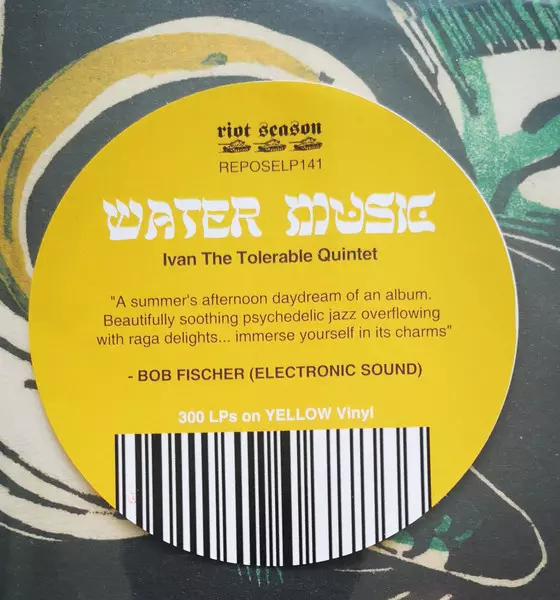 riot season
REPOSELP141
WATER MUSIC
Ivan The Tolerable Quintet
"A summer's afternoon daydream of an album.
Beautifully soothing psychedelic jazz overflowing
with raga delights... immerse yourself in its charms"
- BOB FISCHER (ELECTRONIC SOUND)
300 LPs on YELLOW Vinyl